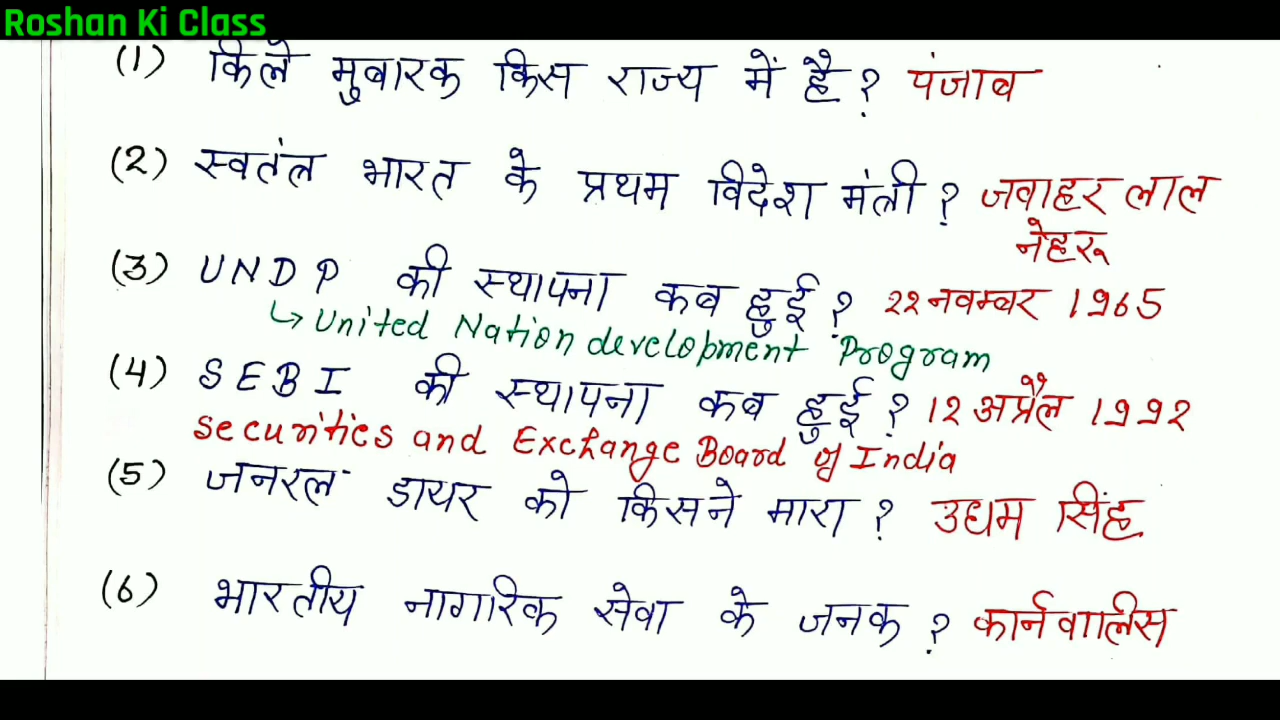 Roshan Ki Class
(1) किले मुबारक किस राज्य में है? पंजाब
(2) स्वतंत्र भारत के प्रथम विदेश मंत्री? जवाहर लाल
नेहरू
(3) UNDP की स्थापना कब हुई? 22 नवम्बर 1965
↳ United Nation development Program
(4) SEBI की स्थापना कब हुई? 12 अप्रैल 1992
Securities and Exchange Board of India
(5) जनरल डायर को किसने मारा? उधम सिंह
(6) भारतीय नागरिक सेवा के जनक? कार्नवालिस